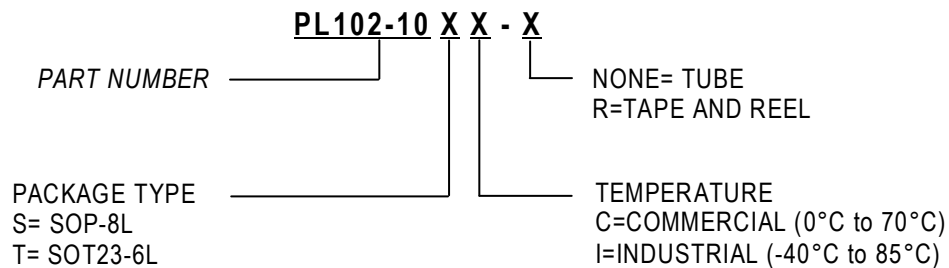 PL102-10 X X - X
PART NUMBER
NONE= TUBE
R=TAPE AND REEL
PACKAGE TYPE
S= SOP-8L
T= SOT23-6L
TEMPERATURE
C=COMMERCIAL (0°C to 70°C)
I=INDUSTRIAL (-40°C to 85°C)